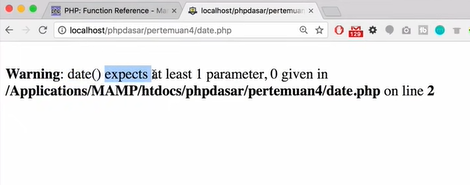 PHP: Function Reference - Ma
localhost/phpdasar/pertemuan
localhost/phpdasar/pertemuan4/date.php
129
Warning: date() expects at least 1 parameter, 0 given in
/Applications/MAMP/htdocs/phpdasar/pertemuan4/date.php on line 2